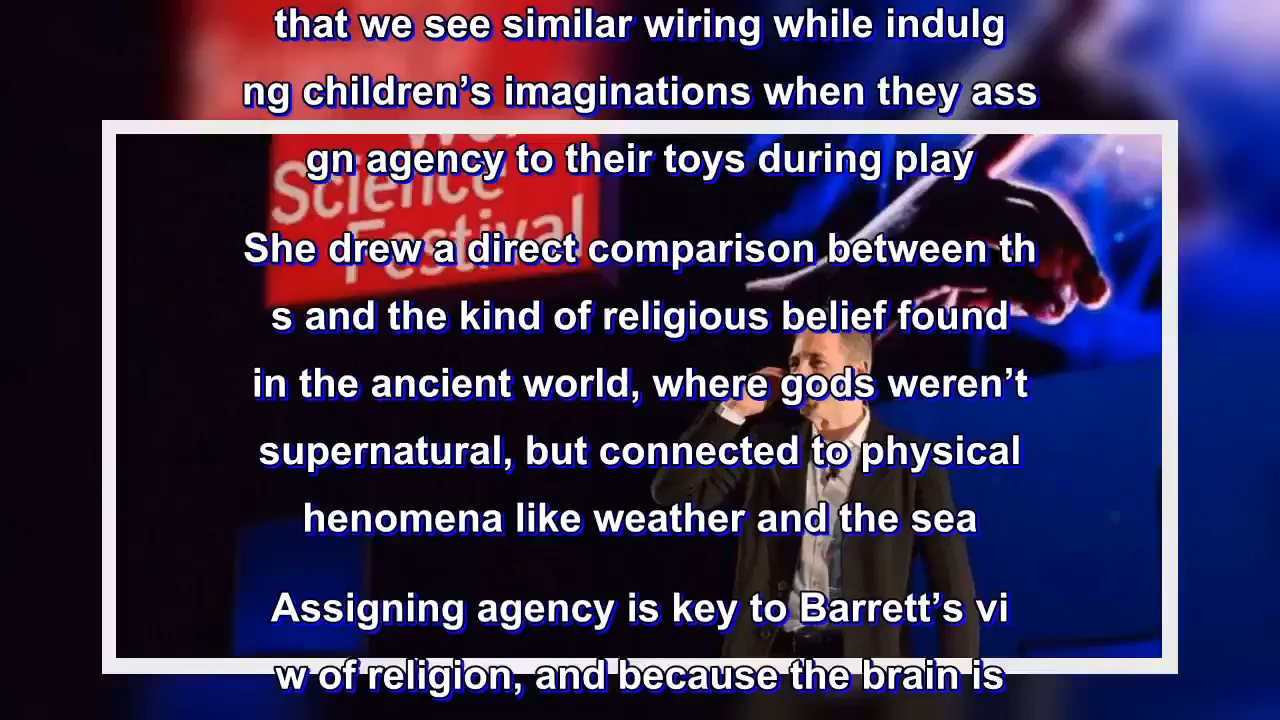 that we see similar wiring while indulg
ng children’s imaginations when they ass
gn agency to their toys during play
Science
Festival
She drew a direct comparison between th
s and the kind of religious belief found
in the ancient world, where gods weren’t
supernatural, but connected to physical
henomena like weather and the sea
Assigning agency is key to Barrett’s vi
w of religion, and because the brain is